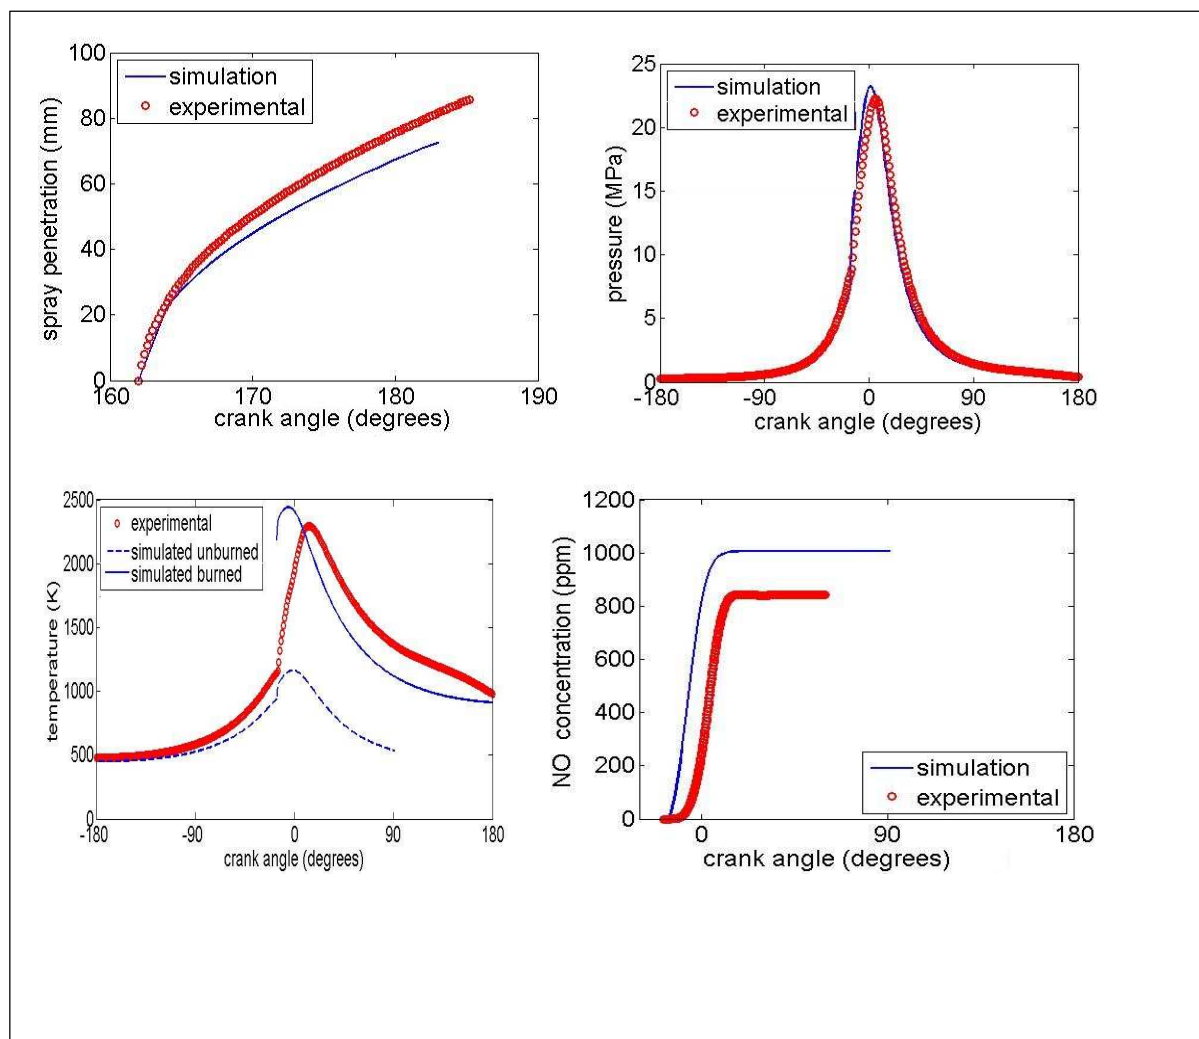 100
80
60
40
20
0
spray penetration (mm)
simulation
experimental
160
170
180
190
crank angle (degrees)
25
20
15
10
5
0
pressure (MPa)
simulation
experimental
-180
-90
0
90
180
crank angle (degrees)
2500
2000
1500
1000
500
0
temperature (K)
experimental
simulated unburned
simulated burned
-180
-90
0
90
180
crank angle (degrees)
1200
1000
800
600
400
200
0
NO concentration (ppm)
simulation
experimental
0
90
180
crank angle (degrees)